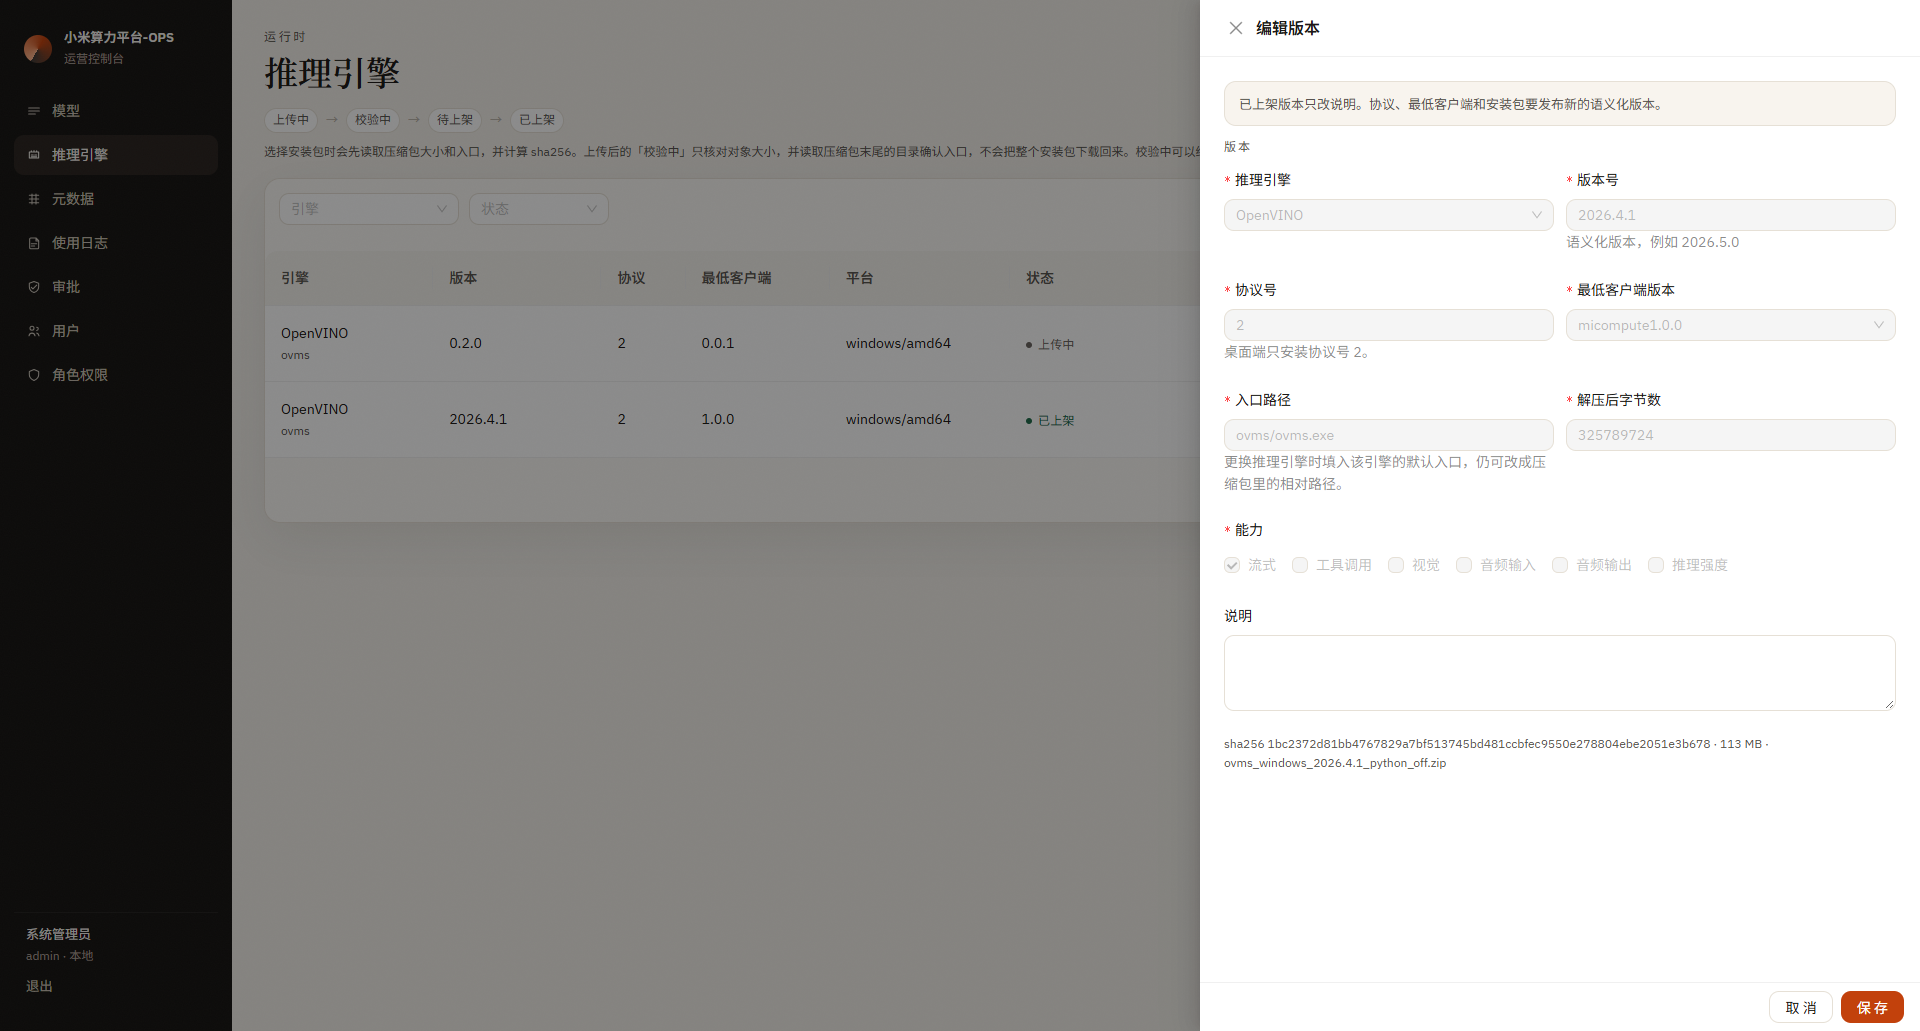 小米算力平台-OPS
运营控制台
模型
推理引擎
元数据
使用日志
审批
用户
角色权限
系统管理员
admin · 本地
退出
运行时
推理引擎
上传中 → 校验中 → 待上架 → 已上架
选择安装包时会先读取压缩包大小和入口，并计算 sha256。上传后的「校验中」只核对对象大小，并读取压缩包末尾的目录确认入口，不会把整个安装包下载回来。校验中可以
引擎 状态
引擎 版本 协议 最低客户端 平台 状态
OpenVINO
ovms
0.2.0 2 0.0.1 windows/amd64 上传中
OpenVINO
ovms
2026.4.1 2 1.0.0 windows/amd64 已上架
编辑版本
已上架版本只改说明。协议、最低客户端和安装包要发布新的语义化版本。
版本
* 推理引擎
OpenVINO
* 版本号
2026.4.1
语义化版本，例如 2026.5.0
* 协议号
2
桌面端只安装协议号 2。
* 最低客户端版本
micompute1.0.0
* 入口路径
ovms/ovms.exe
更换推理引擎时填入该引擎的默认入口，仍可改成压
缩包里的相对路径。
* 解压后字节数
325789724
* 能力
流式 工具调用 视觉 音频输入 音频输出 推理强度
说明
sha256 1bc2372d81bb4767829a7bf513745bd481ccbfec9550e278804ebe2051e3b678 · 113 MB ·
ovms_windows_2026.4.1_python_off.zip
取消 保存